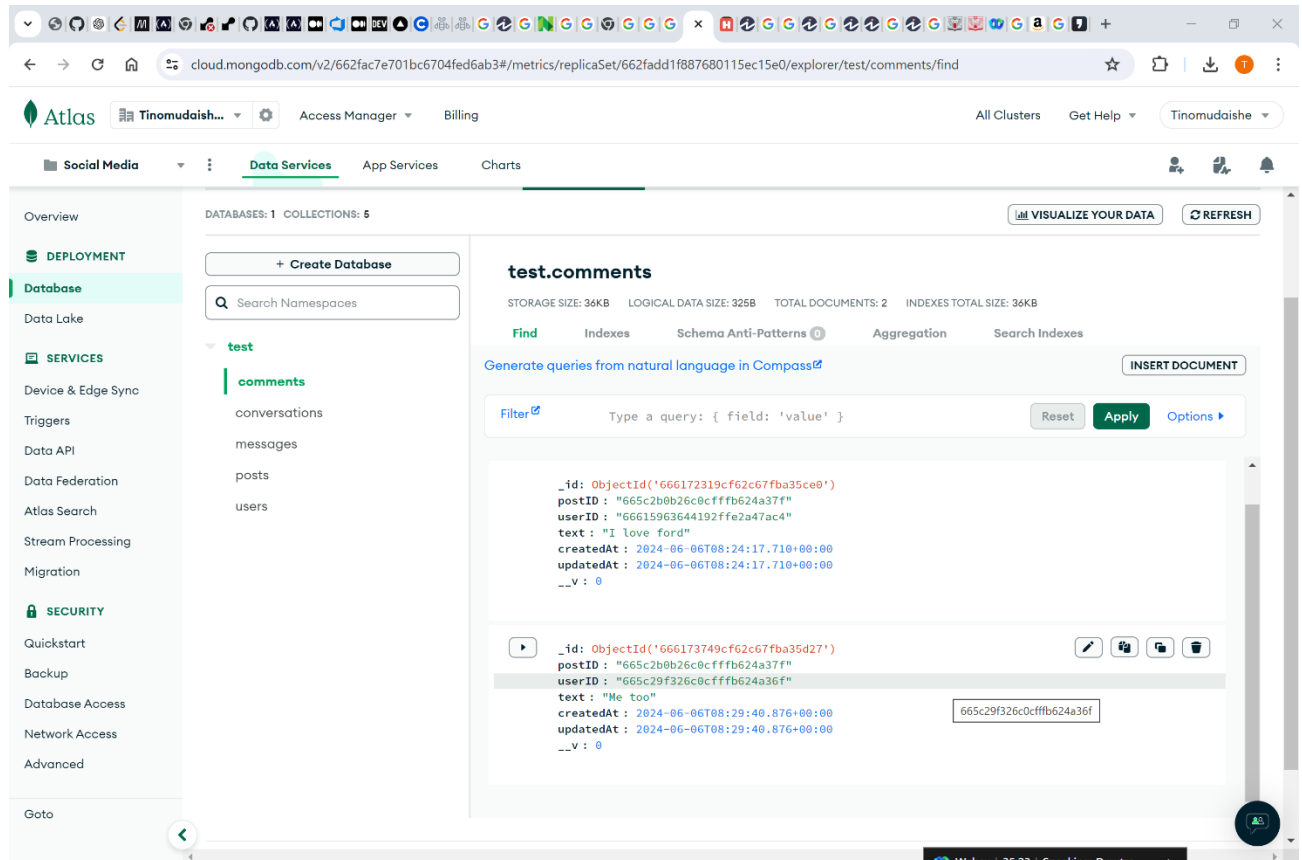 cloud.mongodb.com/v2/662fac7e701bc6704fed6ab3#/metrics/replicaSet/662fadd1f887680115ec15e0/explorer/test/comments/find
T
Atlas
Tinomudaish...
Access Manager
Billing
All Clusters
Get Help
Tinomudaishe
Social Media
Data Services
App Services
Charts
Overview
DEPLOYMENT
Database
Data Lake
SERVICES
Device & Edge Sync
Triggers
Data API
Data Federation
Atlas Search
Stream Processing
Migration
SECURITY
Quickstart
Backup
Database Access
Network Access
Advanced
Goto
DATABASES: 1 COLLECTIONS: 5
VISUALIZE YOUR DATA
REFRESH
+ Create Database
Search Namespaces
test
comments
conversations
messages
posts
users
test.comments
STORAGE SIZE: 36KB LOGICAL DATA SIZE: 325B TOTAL DOCUMENTS: 2 INDEXES TOTAL SIZE: 36KB
Find Indexes Schema Anti-Patterns 0 Aggregation Search Indexes
Generate queries from natural language in Compass
INSERT DOCUMENT
Filter
Type a query: { field: 'value' }
Reset
Apply
Options
_id: ObjectId('666172319cf62c67fba35ce0')
postID : "665c2b0b26c0cfffb624a37f"
userID : "66615963644192ffe2a47ac4"
text : "I love ford"
createdAt : 2024-06-06T08:24:17.710+00:00
updatedAt : 2024-06-06T08:24:17.710+00:00
__v : 0
_id: ObjectId('666173749cf62c67fba35d27')
postID : "665c2b0b26c0cfffb624a37f"
userID : "665c29f326c0cfffb624a36f"
text : "Me too"
createdAt : 2024-06-06T08:29:40.876+00:00
updatedAt : 2024-06-06T08:29:40.876+00:00
__v : 0
665c29f326c0cfffb624a36f